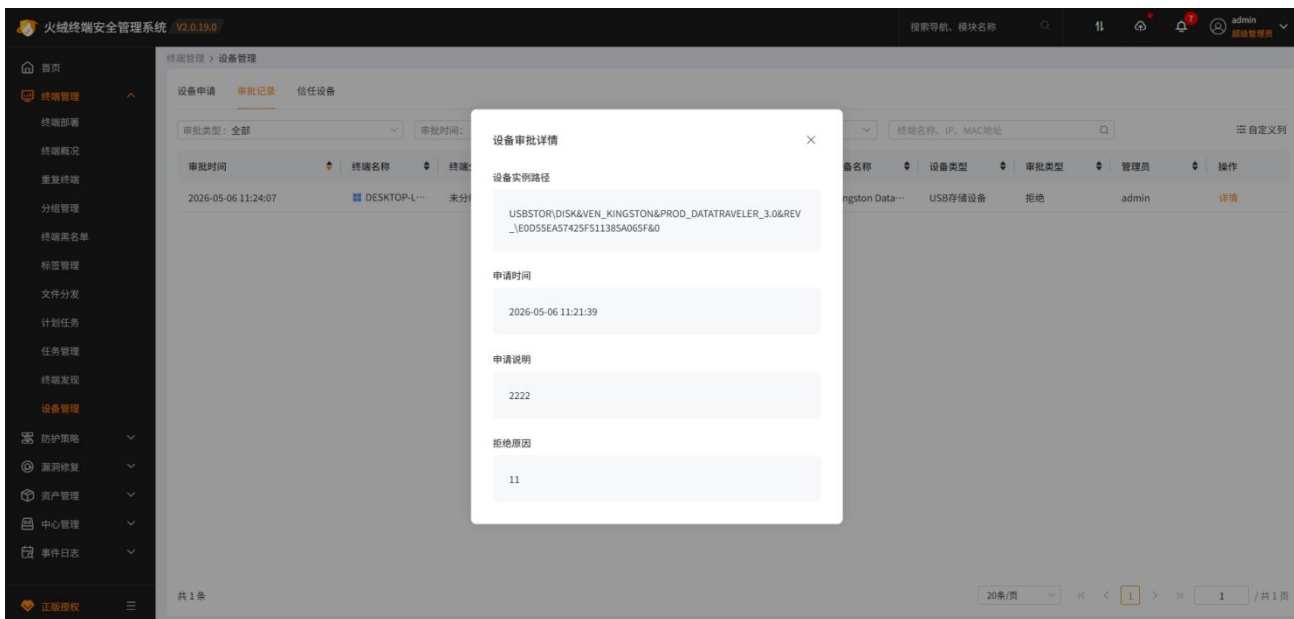 火绒终端安全管理系统 V2.0.19.0
搜索导航、模块名称
7
admin
超级管理员
首页
终端管理
终端部署
终端概况
重复终端
分组管理
终端黑名单
标签管理
文件分发
计划任务
任务管理
终端发现
设备管理
防护策略
漏洞修复
资产管理
中心管理
事件日志
正版授权
终端管理 > 设备管理
设备申请 审批记录 信任设备
审批类型: 全部 审批时间: 终端名称、IP、MAC地址 自定义列
审批时间 终端名称 终端 备名称 设备类型 审批类型 管理员 操作
2026-05-06 11:24:07 DESKTOP-L··· 未分 ngston Data··· USB存储设备 拒绝 admin 详情
设备审批详情
设备实例路径
USBSTOR\DISK&VEN_KINGSTON&PROD_DATATRAVELER_3.0&REV
_\E0D55EA57425F511385A065F&0
申请时间
2026-05-06 11:21:39
申请说明
2222
拒绝原因
11
共 1 条 20条/页 1 1 / 共 1 页